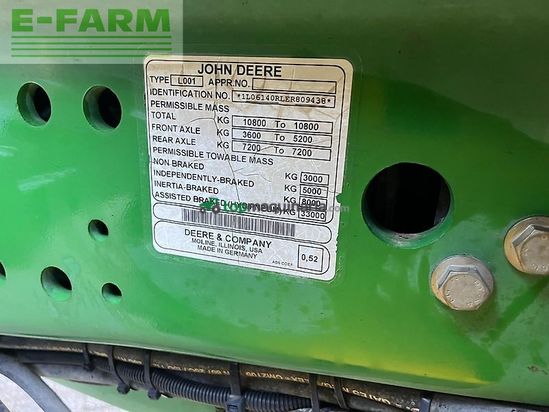 E-FARM
JOHN DEERE
TYPE L001 APPR.NO.
IDENTIFICATION NO. *1L06140RLER809438*
PERMISSIBLE MASS
TOTAL KG 10800 To 10800
FRONT AXLE KG 3600 To 5200
REAR AXLE KG 7200 To 7200
PERMISSIBLE TOWABLE MASS
NON BRAKED KG 3000
INDEPENDENTLY-BRAKED KG 5000
INERTIA-BRAKED KG 8000
ASSISTED BRAKED KG 33000
topmaquinaria.com
DEERE & COMPANY
MOLINE, ILLINOIS, USA
MADE IN GERMANY
0,52